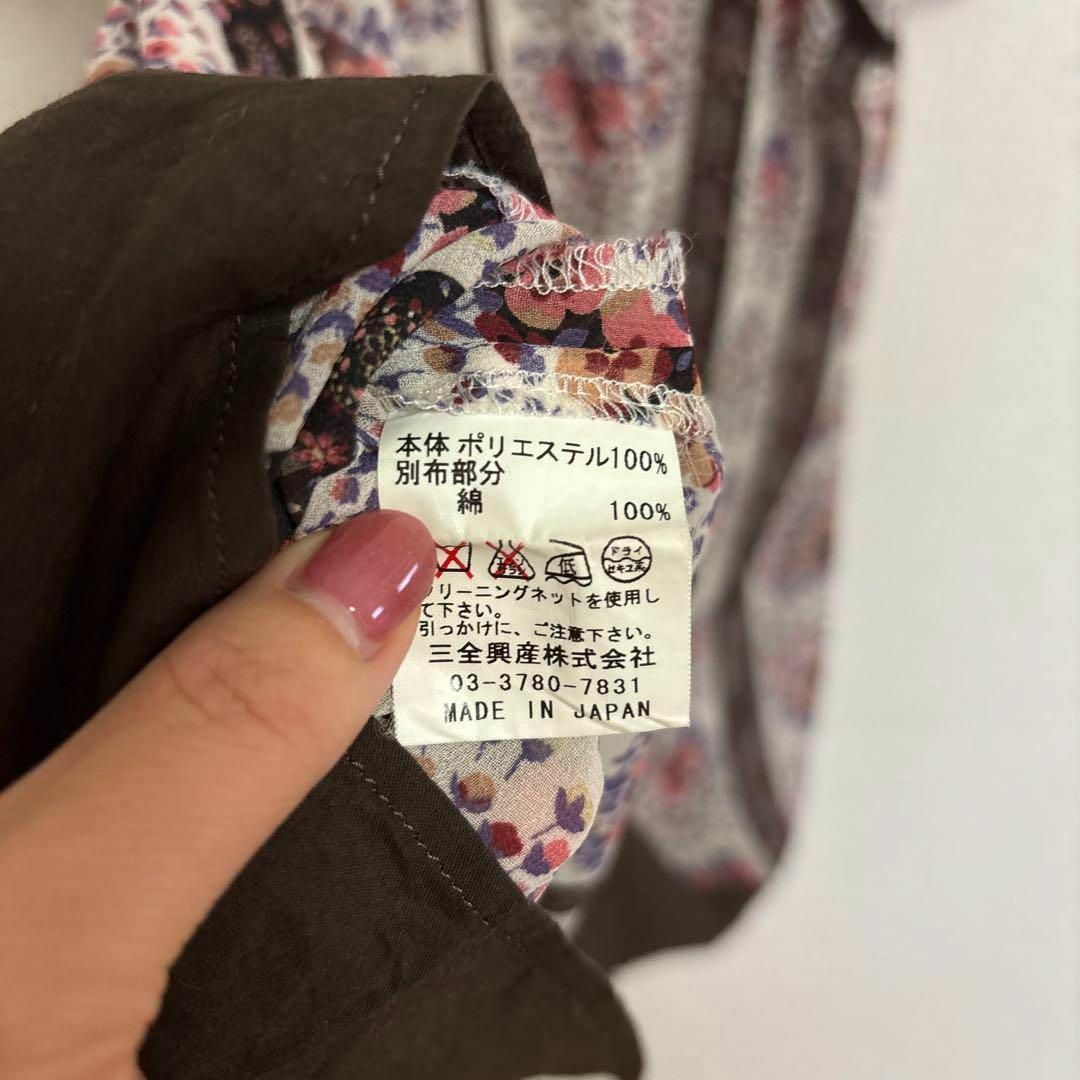 本体 ポリエステル100%
別布部分
綿 100%
低 ドライ セキユ系
リーニングネットを使用し
て下さい。
引っかけに、ご注意下さい。
三全興産株式会社
03-3780-7831
MADE IN JAPAN